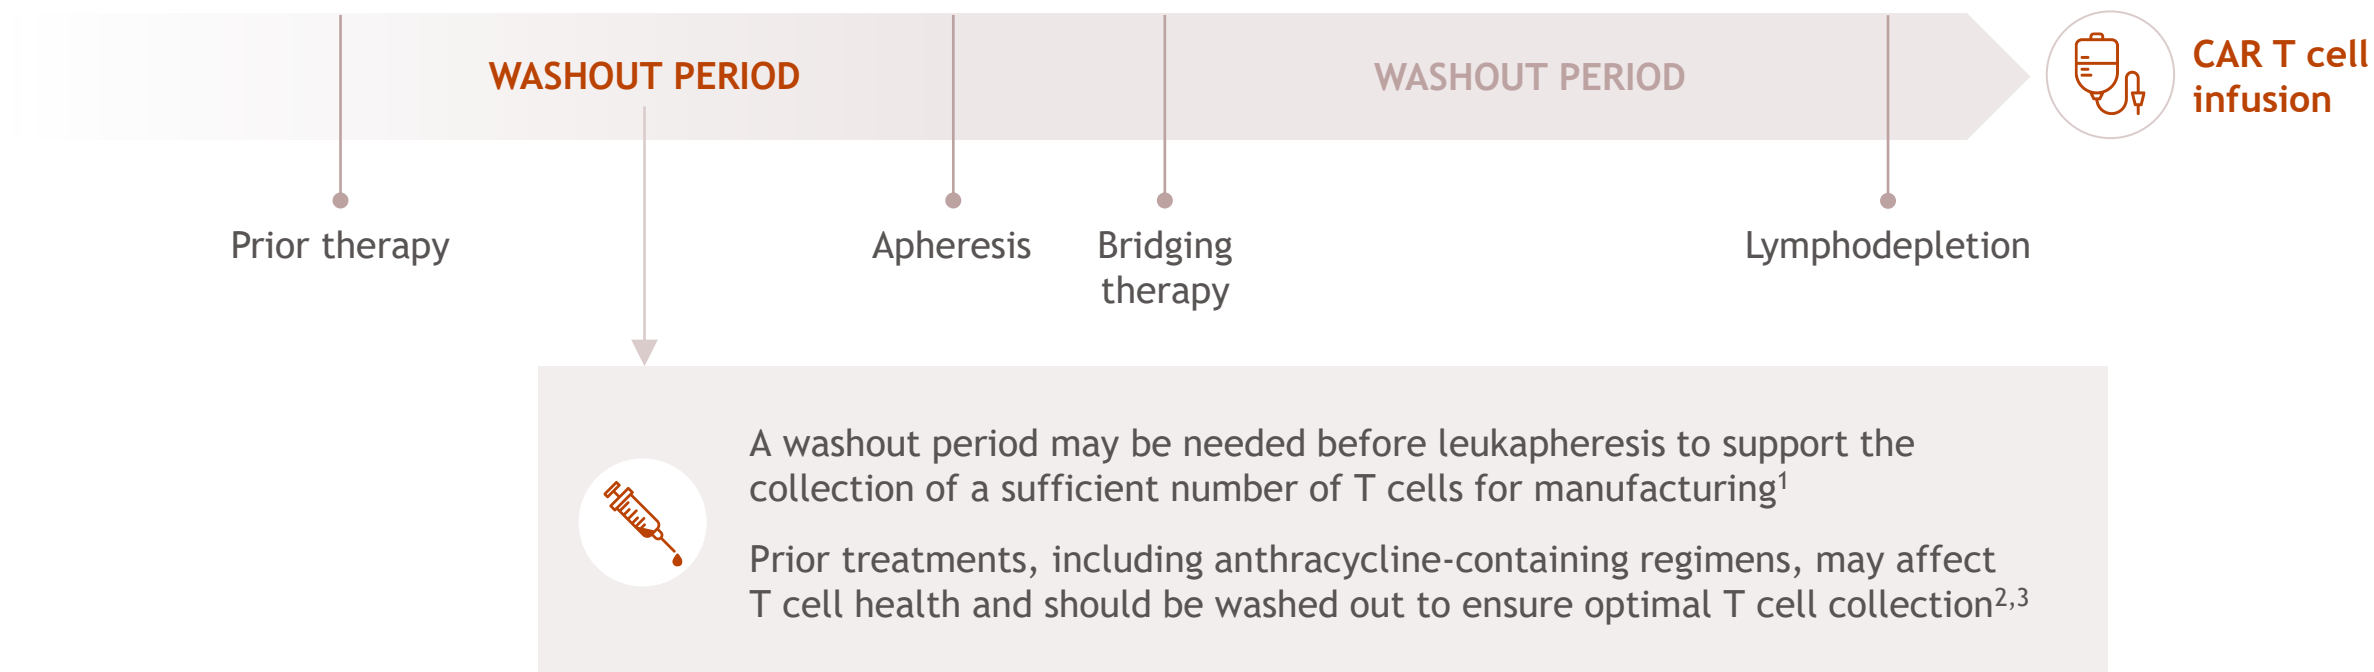 WASHOUT PERIOD
WASHOUT PERIOD
CAR T cell
infusion
Prior therapy
Apheresis
Bridging
therapy
Lymphodepletion
A washout period may be needed before leukapheresis to support the
collection of a sufficient number of T cells for manufacturing¹
Prior treatments, including anthracycline-containing regimens, may affect
T cell health and should be washed out to ensure optimal T cell collection²,³